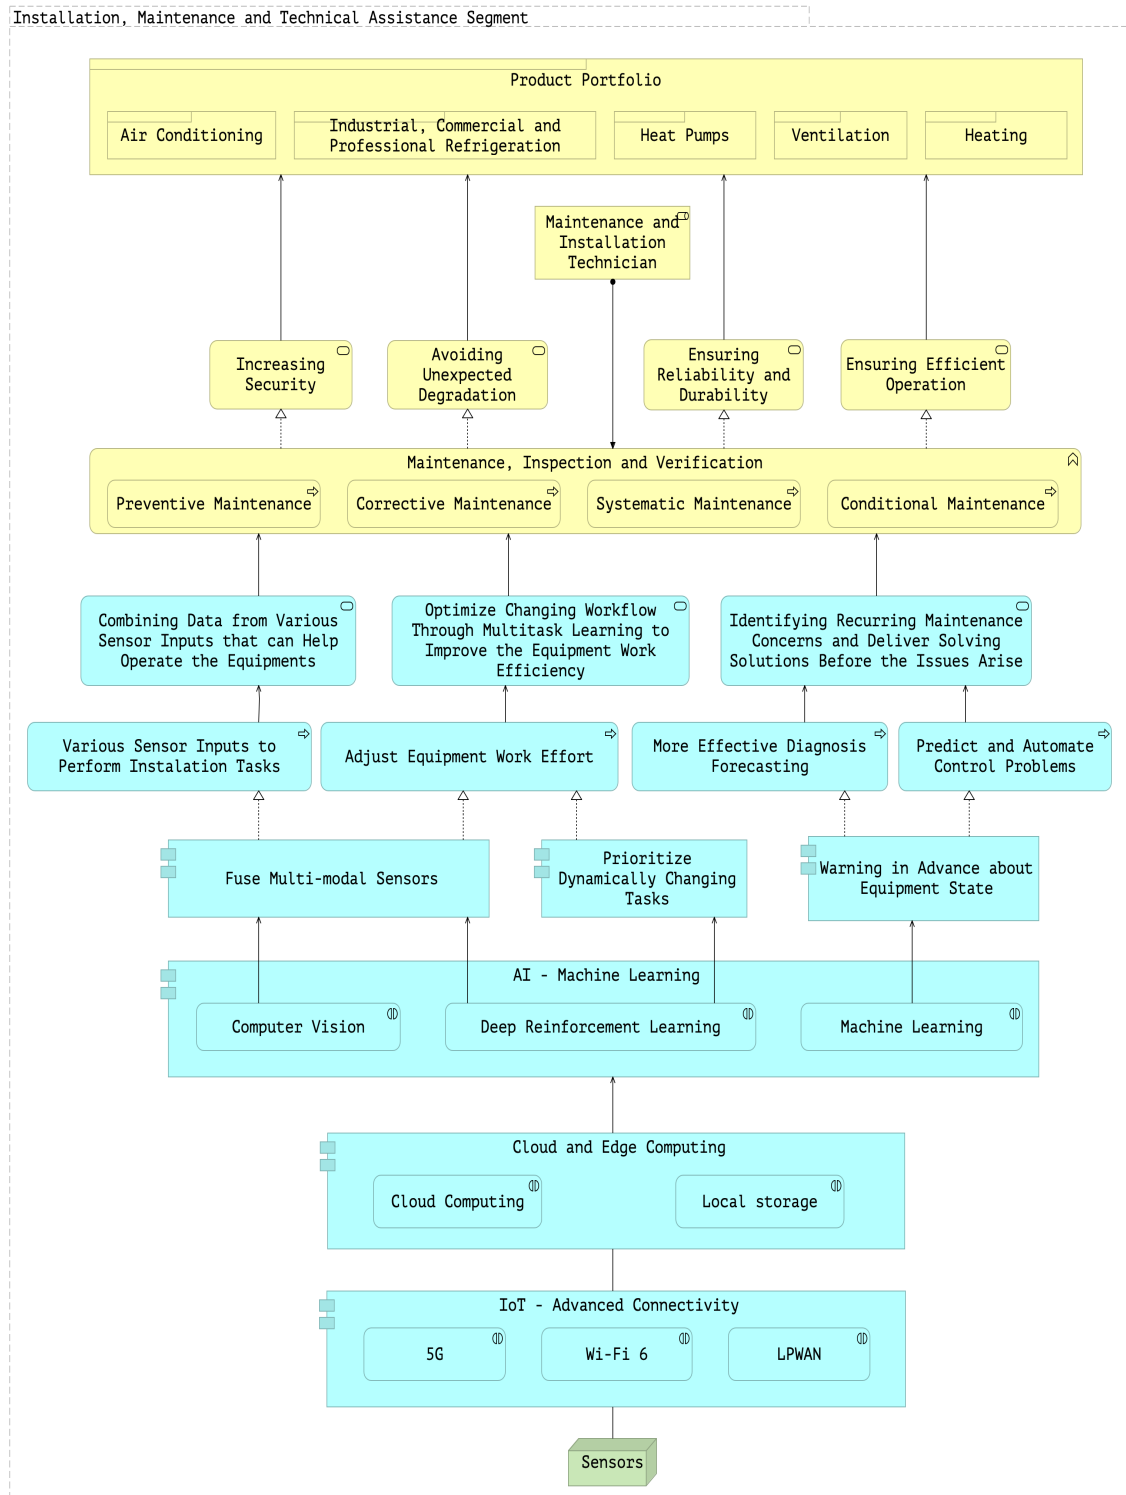 Installation, Maintenance and Technical Assistance Segment
Product Portfolio
Air Conditioning
Industrial, Commercial and
Professional Refrigeration
Heat Pumps
Ventilation
Heating
Maintenance and
Installation
Technician
Increasing
Security
Avoiding
Unexpected
Degradation
Ensuring
Reliability and
Durability
Ensuring Efficient
Operation
Maintenance, Inspection and Verification
Preventive Maintenance
Corrective Maintenance
Systematic Maintenance
Conditional Maintenance
Combining Data from Various
Sensor Inputs that can Help
Operate the Equipments
Optimize Changing Workflow
Through Multitask Learning to
Improve the Equipment Work
Efficiency
Identifying Recurring Maintenance
Concerns and Deliver Solving
Solutions Before the Issues Arise
Various Sensor Inputs to
Perform Instalation Tasks
Adjust Equipment Work Effort
More Effective Diagnosis
Forecasting
Predict and Automate
Control Problems
Fuse Multi-modal Sensors
Prioritize
Dynamically Changing
Tasks
Warning in Advance about
Equipment State
AI - Machine Learning
Computer Vision
Deep Reinforcement Learning
Machine Learning
Cloud and Edge Computing
Cloud Computing
Local storage
IoT - Advanced Connectivity
5G
Wi-Fi 6
LPWAN
Sensors